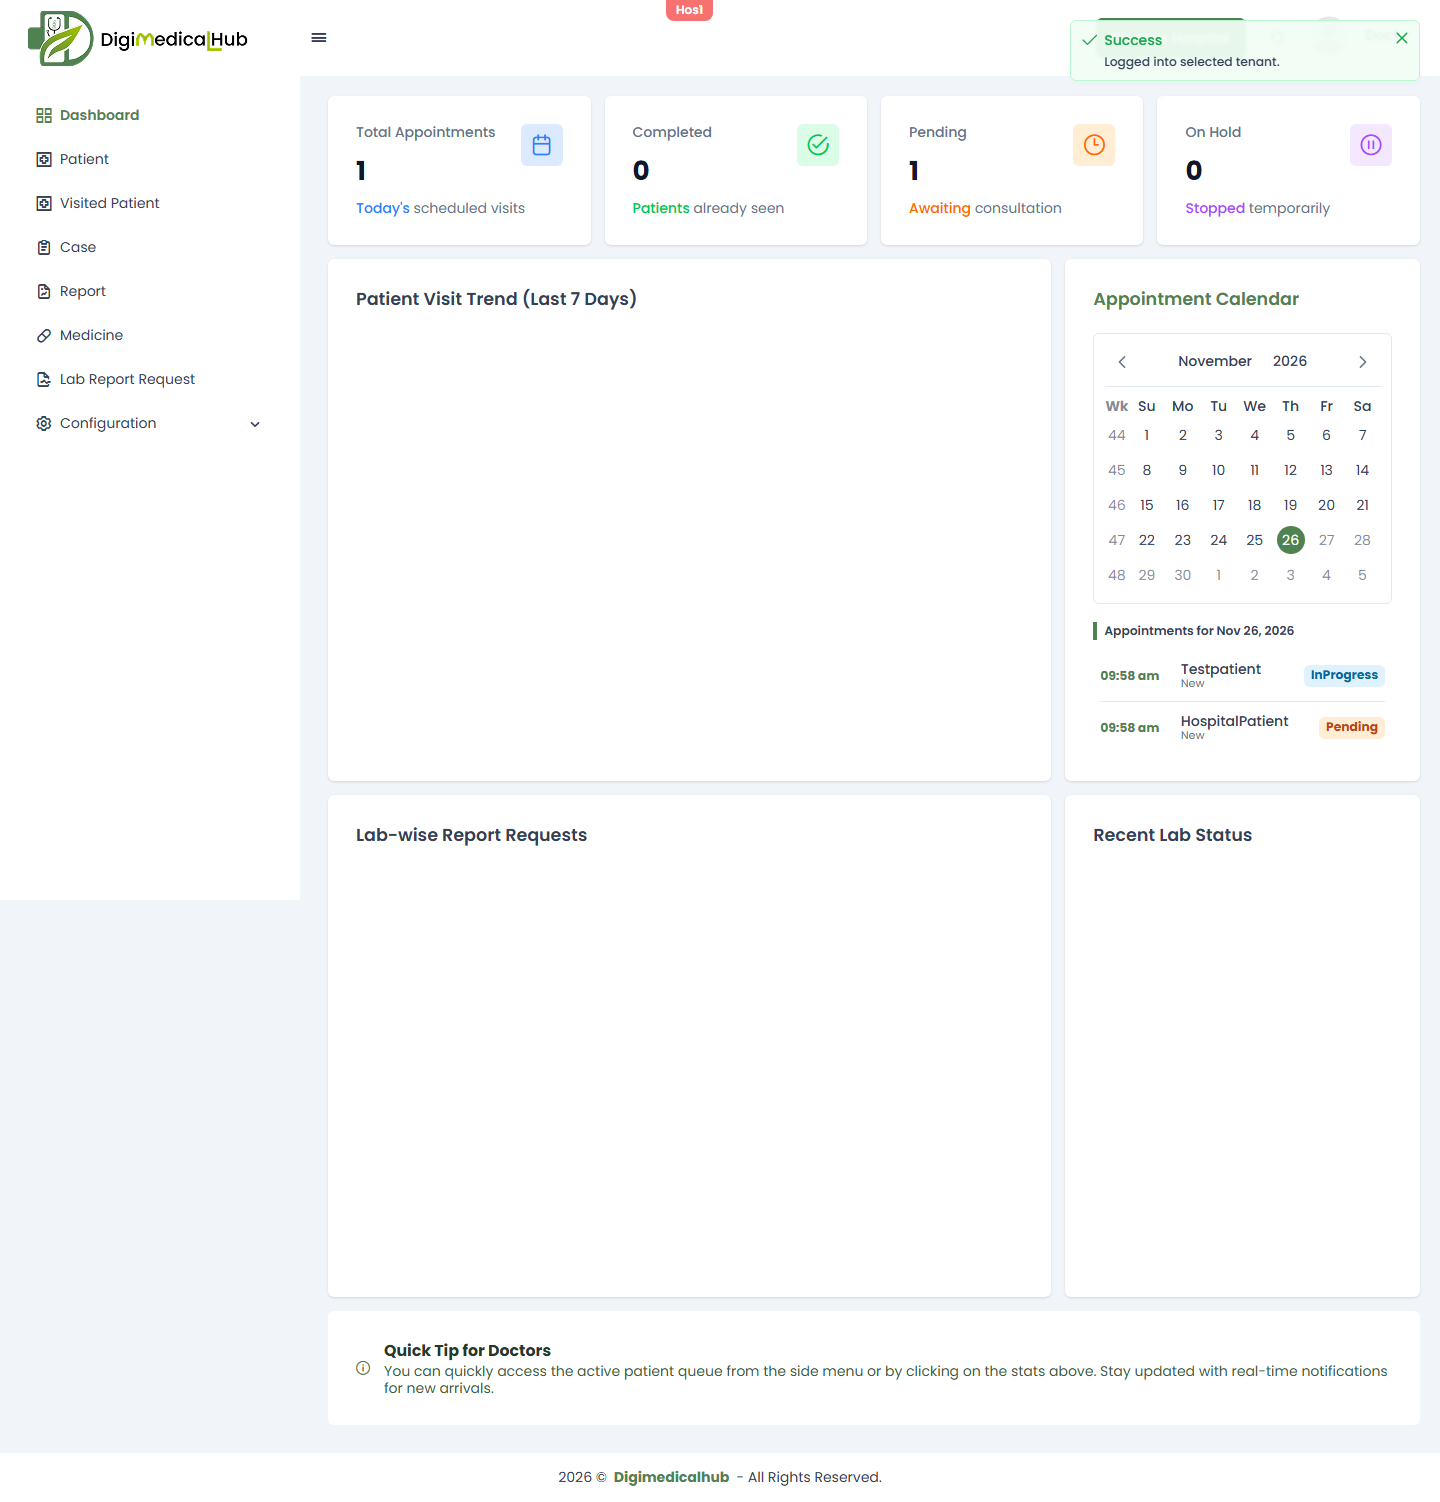 Hos1
DigiMedicalHub
Success
Logged into selected tenant.
Dashboard
Patient
Visited Patient
Case
Report
Medicine
Lab Report Request
Configuration
Total Appointments
1
Today's scheduled visits
Completed
0
Patients already seen
Pending
1
Awaiting consultation
On Hold
0
Stopped temporarily
Patient Visit Trend (Last 7 Days)
Appointment Calendar
November 2026
Wk Su Mo Tu We Th Fr Sa
44 1 2 3 4 5 6 7
45 8 9 10 11 12 13 14
46 15 16 17 18 19 20 21
47 22 23 24 25 26 27 28
48 29 30 1 2 3 4 5
Appointments for Nov 26, 2026
09:58 am Testpatient InProgress
New
09:58 am HospitalPatient Pending
New
Lab-wise Report Requests
Recent Lab Status
Quick Tip for Doctors
You can quickly access the active patient queue from the side menu or by clicking on the stats above. Stay updated with real-time notifications
for new arrivals.
2026 © Digimedicalhub - All Rights Reserved.